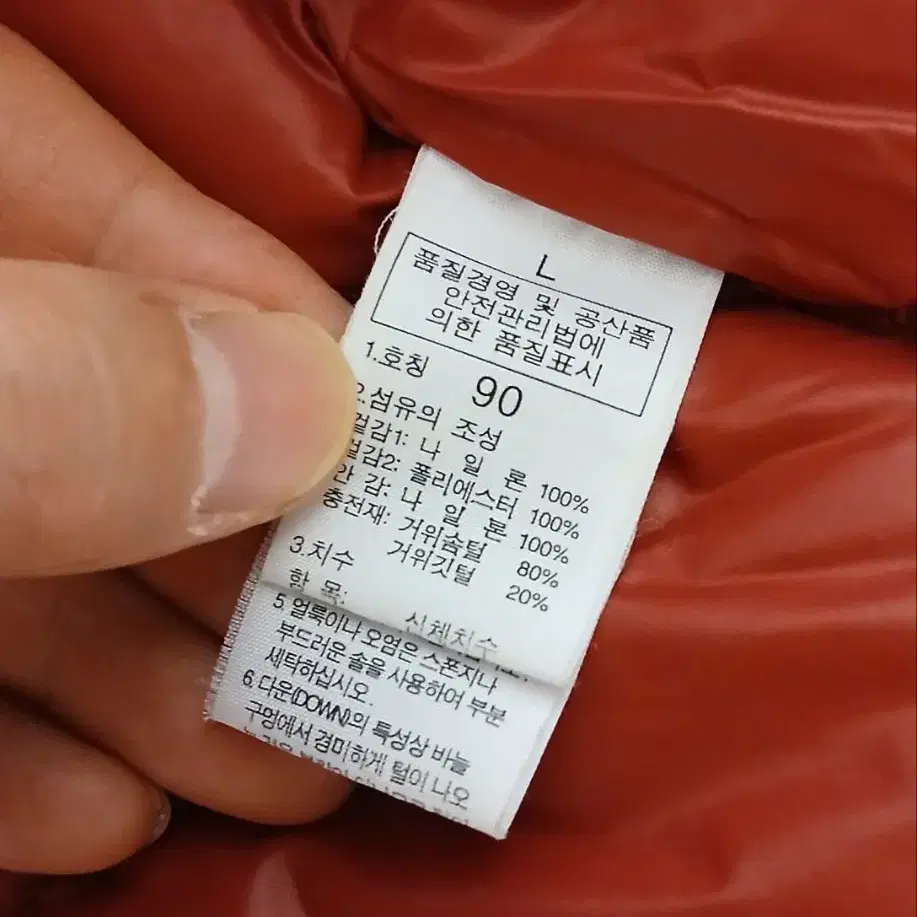 L
품질경영 및 공산품
안전관리법에
의한 품질표시
1.호칭 90
2.섬유의 조성
겉감1: 나 일 론 100%
겉감2: 폴리에스터 100%
안 감: 나 일 론 100%
충전재: 거위솜털 80%
거위깃털 20%
3.치수
항 목: 신체치수
5.얼룩이나 오염은 스폰지나
부드러운 솔을 사용하여 부분
세탁하십시오.
6.다운(DOWN)의 특성상 바늘
구멍에서 경미하게 털이 나오